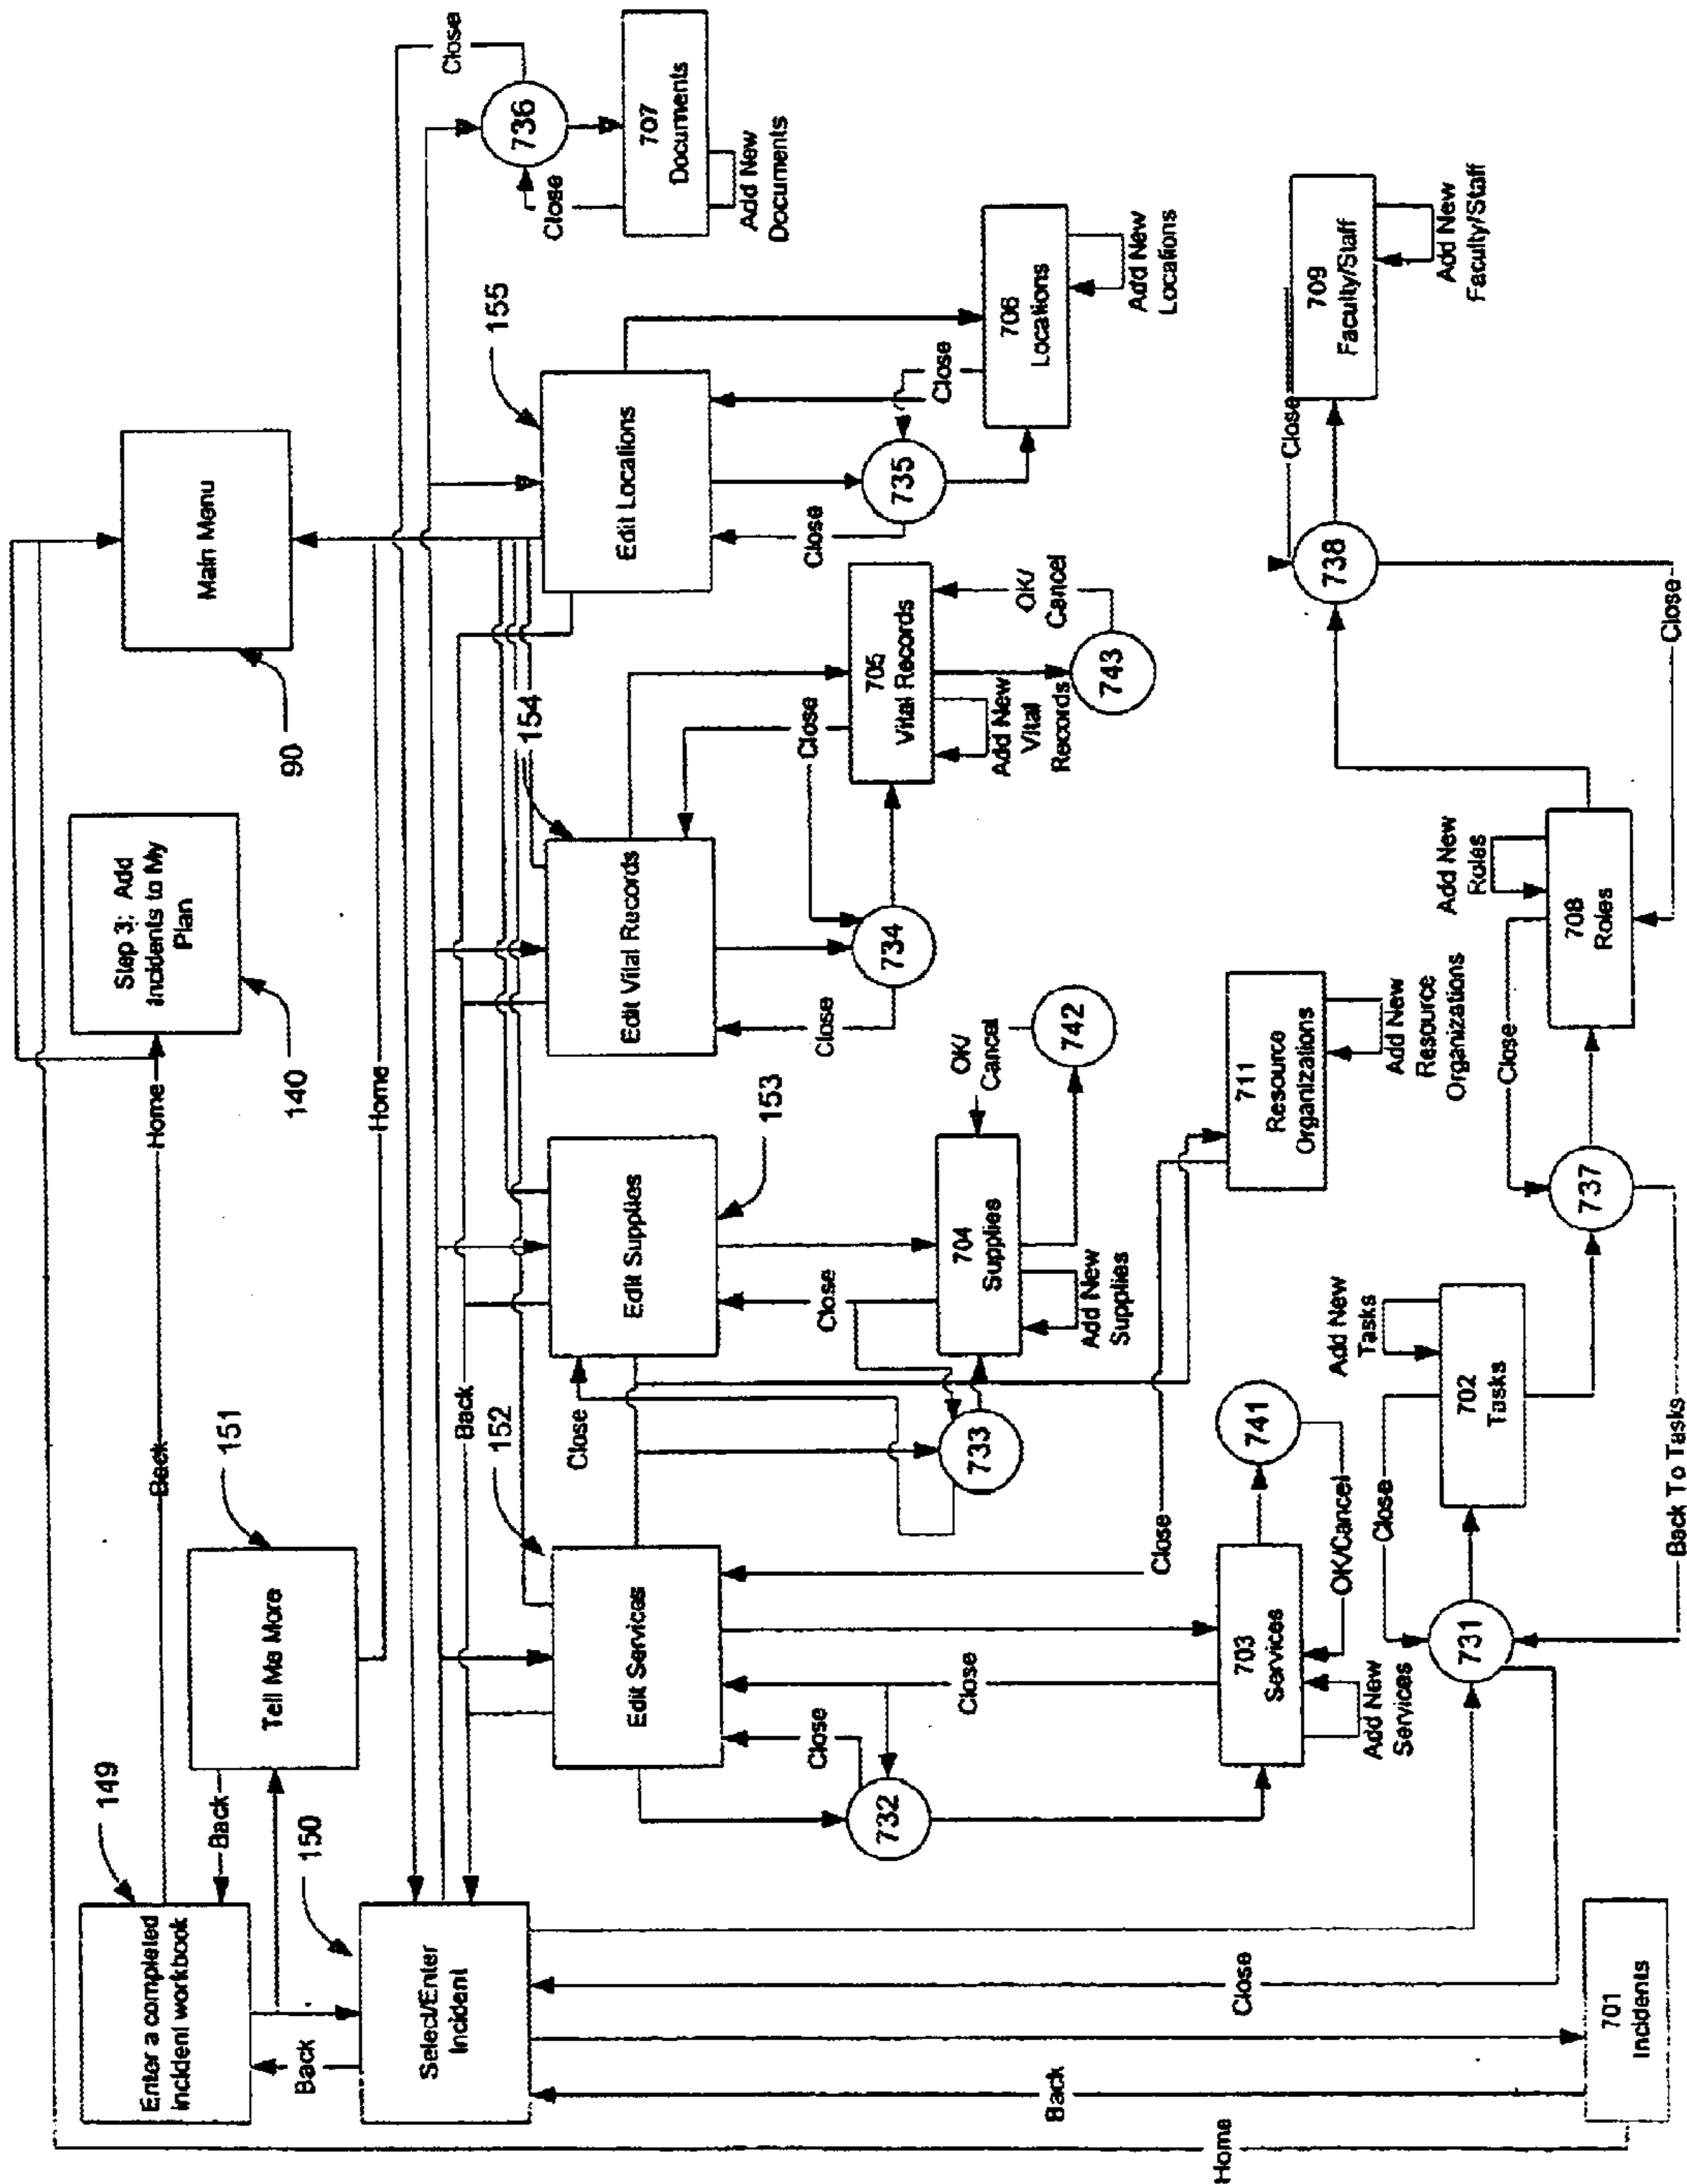 Enter a completed
incident workbook
149
Back
Home
Step 3: Add
Incidents to My
Plan
140
Main Menu
90
Tell Me More
151
Back
Home
Select/Enter
Incident
150
Back
Back
Edit Services
152
Edit Supplies
153
Edit Vital Records
154
Edit Locations
155
736
Close
Close
707
Documents
Add New
Documents
732
Close
Close
Close
733
Close
704
Supplies
Add New
Supplies
OK/
Cancel
742
Close
734
Close
705
Vital Records
Add New
Vital
Records
OK/
Cancel
743
Close
735
Close
706
Locations
Add New
Locations
703
Services
Add New
Services
741
OK/Cancel
Close
711
Resource
Organizations
Add New
Resource
Organizations
731
Close
702
Tasks
Add New
Tasks
737
Close
Back To Tasks
708
Roles
Add New
Roles
738
Close
Close
709
Faculty/Staff
Add New
Faculty/Staff
Close
Back
701
Incidents
Home